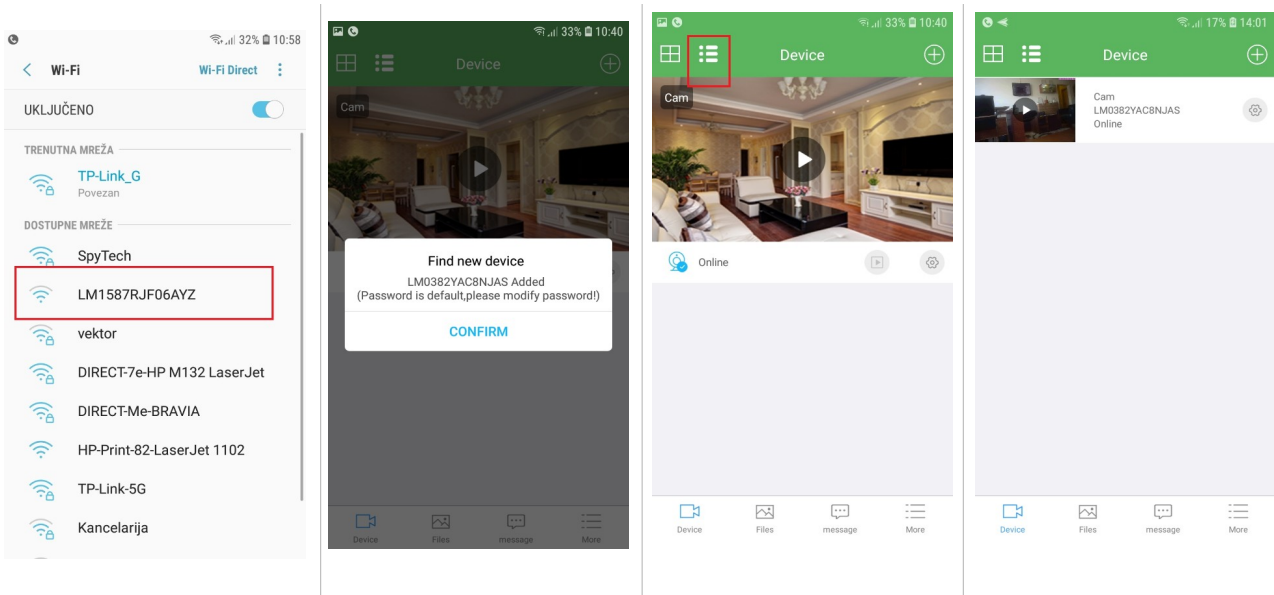 32% 10:58
Wi-Fi
Wi-Fi Direct
UKLJUČENO
TRENUTNA MREŽA
TP-Link_G
Povezan
DOSTUPNE MREŽE
SpyTech
LM1587RJF06AYZ
vektor
DIRECT-7e-HP M132 LaserJet
DIRECT-Me-BRAVIA
HP-Print-82-LaserJet 1102
TP-Link-5G
Kancelarija
33% 10:40
Device
Cam
Find new device
LM0382YAC8NJAS Added
(Password is default,please modify password!)
CONFIRM
Device Files message More
33% 10:40
Device
Cam
Online
Device Files message More
17% 14:01
Device
Cam
LM0382YAC8NJAS
Online
Device Files message More